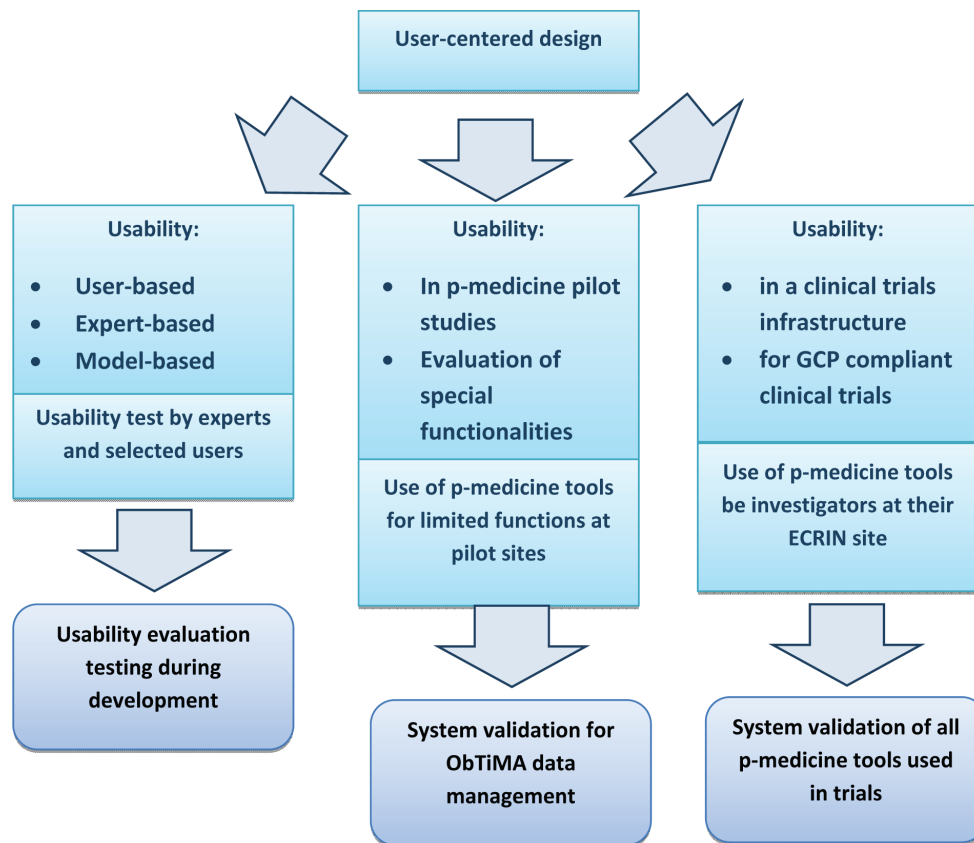 User-centered design
Usability:
• User-based
• Expert-based
• Model-based
Usability test by experts
and selected users
Usability evaluation
testing during
development
Usability:
• In p-medicine pilot
studies
• Evaluation of
special
functionalities
Use of p-medicine tools
for limited functions at
pilot sites
System validation for
ObTiMA data
management
Usability:
• in a clinical trials
infrastructure
• for GCP compliant
clinical trials
Use of p-medicine tools
be investigators at their
ECRIN site
System validation of all
p-medicine tools used
in trials